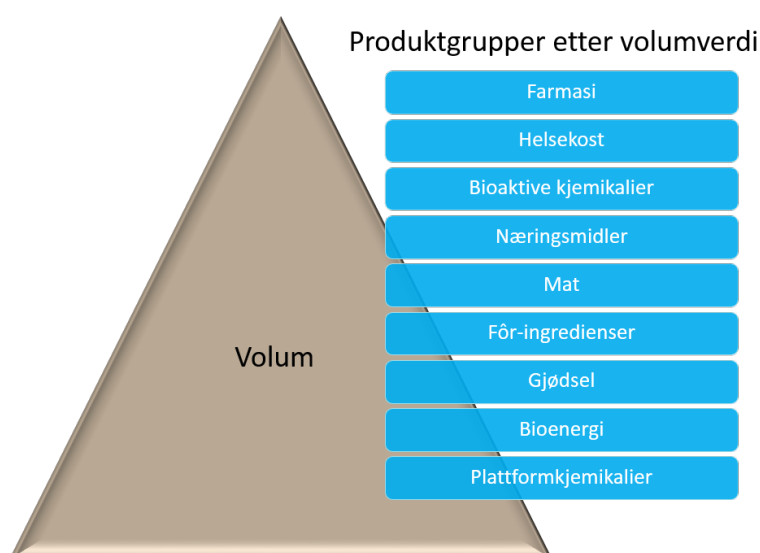 Produktgrupper etter volumverdi
Farmasi
Helsekost
Bioaktive kjemikalier
Næringsmidler
Mat
Fôr-ingredienser
Volum
Gjødsel
Bioenergi
Plattformkjemikalier